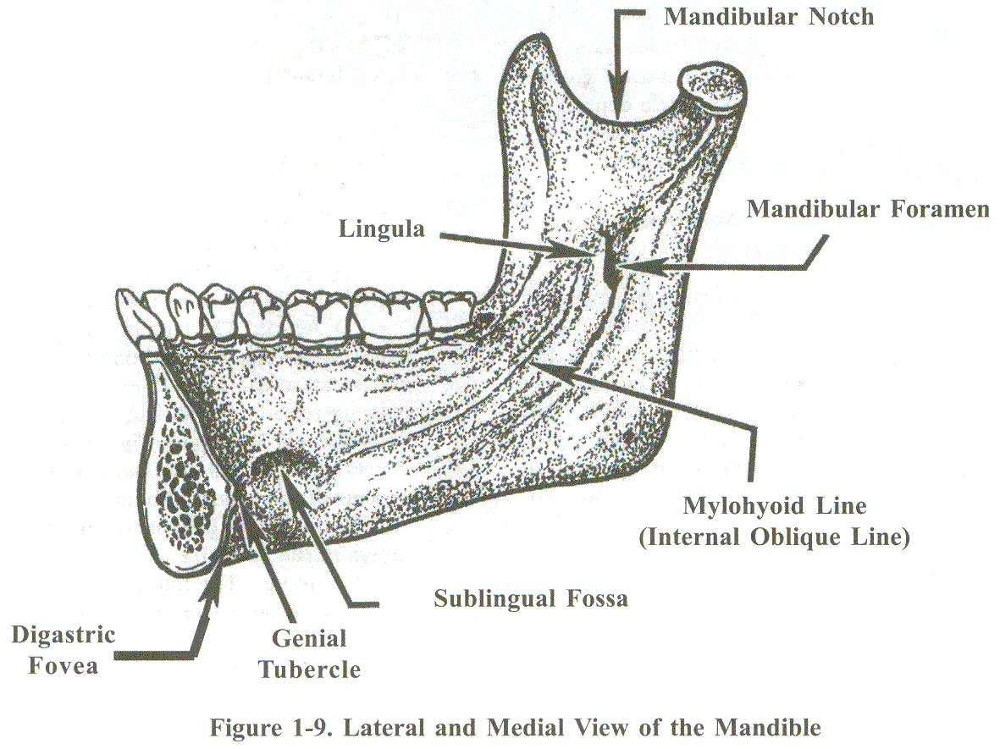 Mandibular Notch
Mandibular Foramen
Lingula
Mylohyoid Line
(Internal Oblique Line)
Sublingual Fossa
Digastric
Fovea
Genial
Tubercle
Figure 1-9. Lateral and Medial View of the Mandible